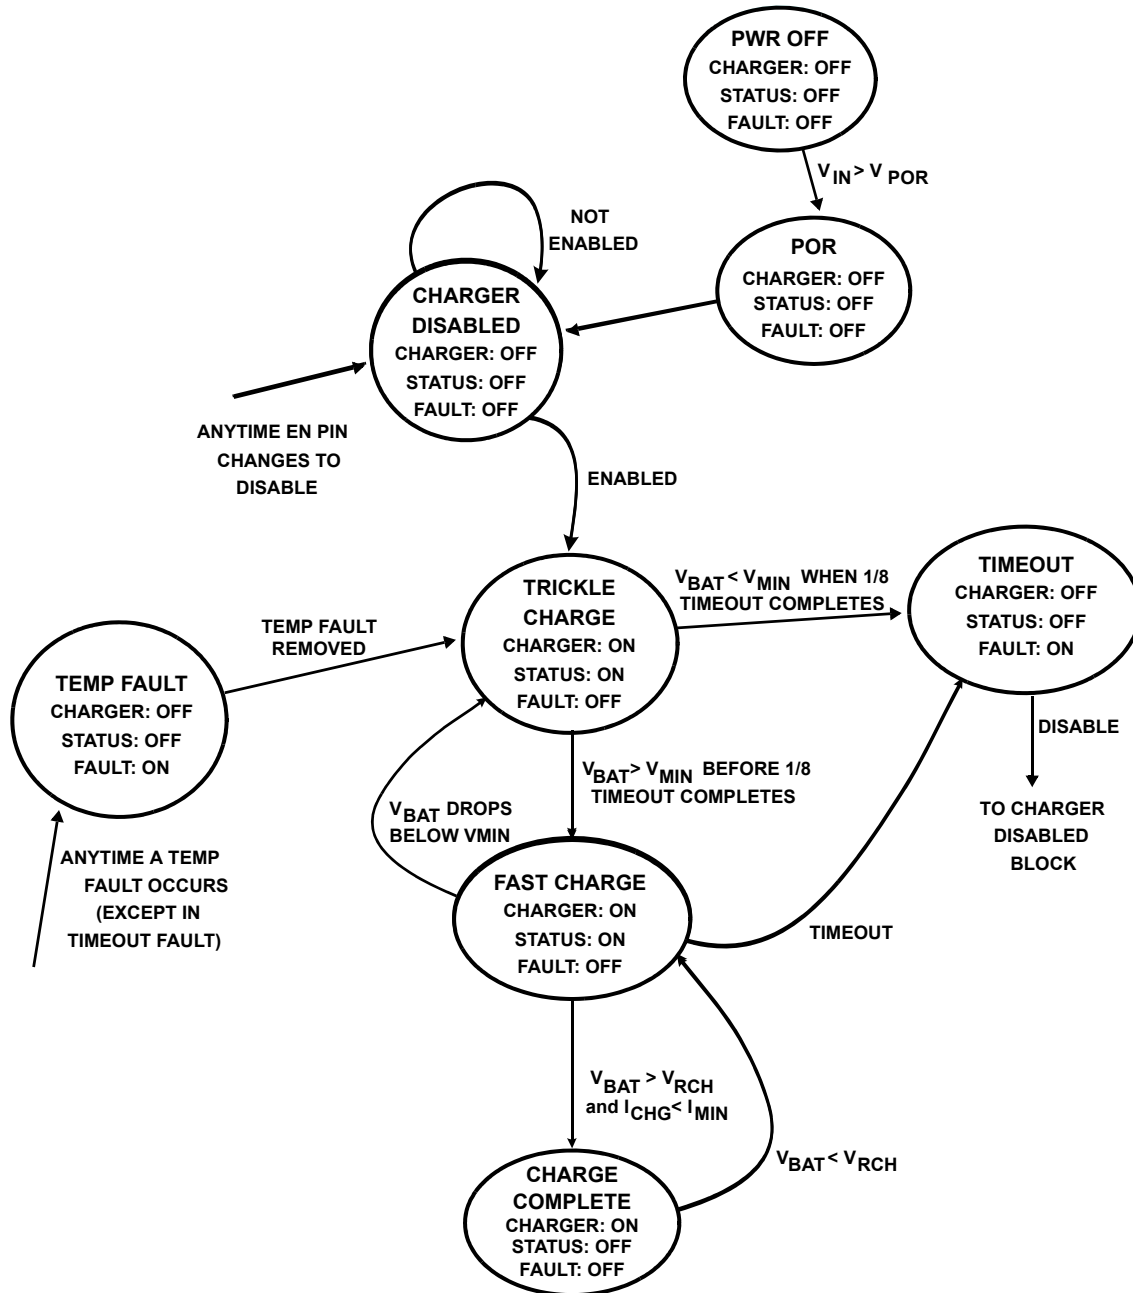 PWR OFF
CHARGER: OFF
STATUS: OFF
FAULT: OFF
VIN > VPOR
POR
CHARGER: OFF
STATUS: OFF
FAULT: OFF
NOT
ENABLED
CHARGER
DISABLED
CHARGER: OFF
STATUS: OFF
FAULT: OFF
ANYTIME EN PIN
CHANGES TO
DISABLE
ENABLED
TRICKLE
CHARGE
CHARGER: ON
STATUS: ON
FAULT: OFF
VBAT < VMIN WHEN 1/8
TIMEOUT COMPLETES
TIMEOUT
CHARGER: OFF
STATUS: OFF
FAULT: ON
DISABLE
TO CHARGER
DISABLED
BLOCK
TEMP FAULT
REMOVED
TEMP FAULT
CHARGER: OFF
STATUS: OFF
FAULT: ON
ANYTIME A TEMP
FAULT OCCURS
(EXCEPT IN
TIMEOUT FAULT)
VBAT DROPS
BELOW VMIN
VBAT > VMIN BEFORE 1/8
TIMEOUT COMPLETES
FAST CHARGE
CHARGER: ON
STATUS: ON
FAULT: OFF
TIMEOUT
VBAT > VRCH
and ICHG < IMIN
VBAT < VRCH
CHARGE
COMPLETE
CHARGER: ON
STATUS: OFF
FAULT: OFF